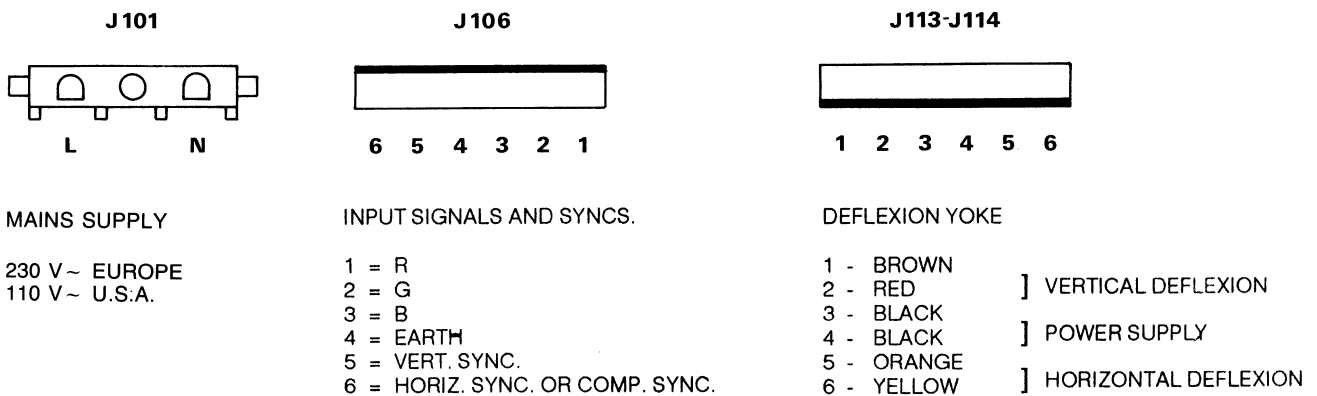 J101
J106
J113-J114
L N
6 5 4 3 2 1
1 2 3 4 5 6
MAINS SUPPLY
230 V~ EUROPE
110 V~ U.S.A.
INPUT SIGNALS AND SYNCS.
1 = R
2 = G
3 = B
4 = EARTH
5 = VERT. SYNC.
6 = HORIZ. SYNC. OR COMP. SYNC.
DEFLEXION YOKE
1 - BROWN
2 - RED
3 - BLACK
4 - BLACK
5 - ORANGE
6 - YELLOW
] VERTICAL DEFLEXION
] POWER SUPPLY
] HORIZONTAL DEFLEXION